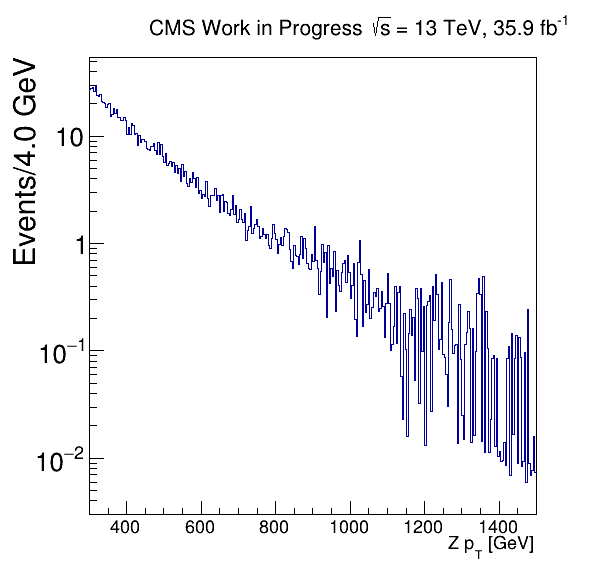 CMS Work in Progress √s = 13 TeV, 35.9 fb⁻¹
Events/4.0 GeV
10
1
10⁻¹
10⁻²
400 600 800 1000 1200 1400
Z p_T [GeV]